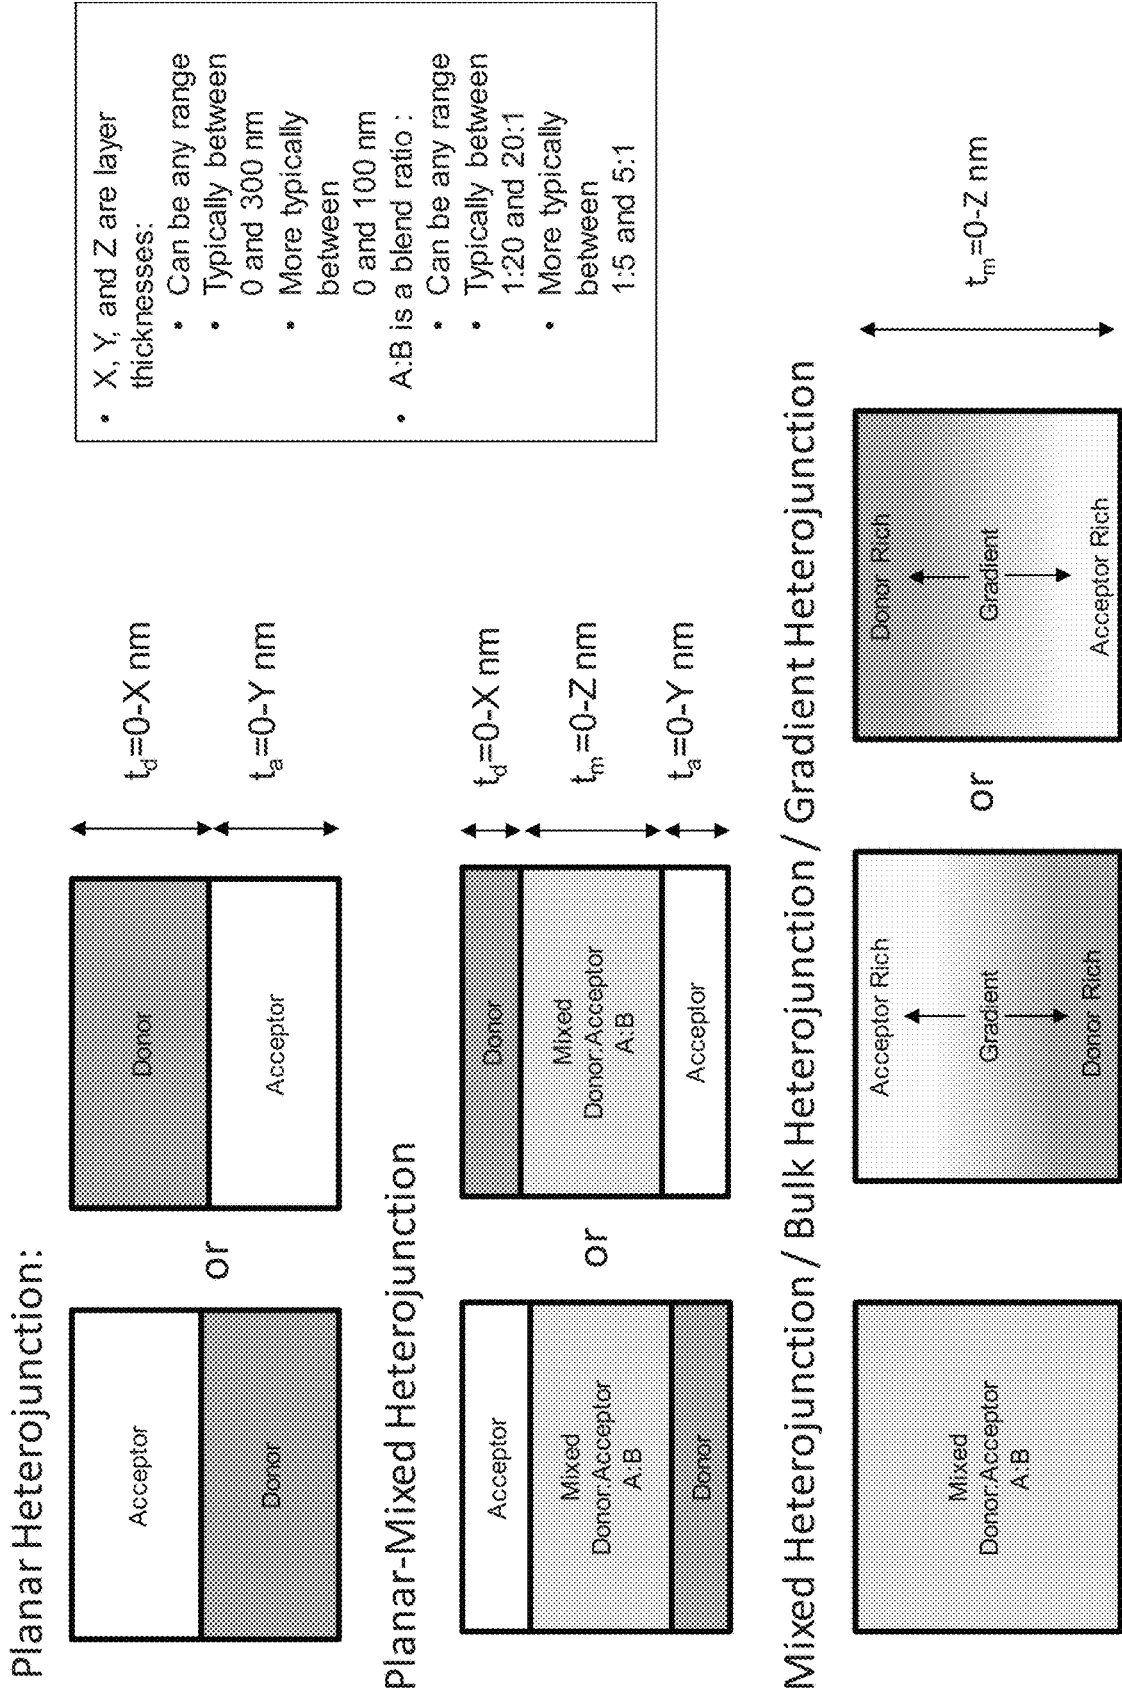 Planar Heterojunction:
Acceptor
Donor
or
Donor
Acceptor
t_d=0-X nm
t_a=0-Y nm
• X, Y, and Z are layer
thicknesses:
• Can be any range
• Typically between
0 and 300 nm
• More typically
between
0 and 100 nm
• A:B is a blend ratio :
• Can be any range
• Typically between
1:20 and 20:1
• More typically
between
1:5 and 5:1
Planar-Mixed Heterojunction
Acceptor
Mixed
Donor:Acceptor
A:B
Donor
or
Donor
Mixed
Donor:Acceptor
A:B
Acceptor
t_d=0-X nm
t_m=0-Z nm
t_a=0-Y nm
Mixed Heterojunction / Bulk Heterojunction / Gradient Heterojunction
Mixed
Donor:Acceptor
A:B
Acceptor Rich
Gradient
Donor Rich
or
Donor Rich
Gradient
Acceptor Rich
t_m=0-Z nm